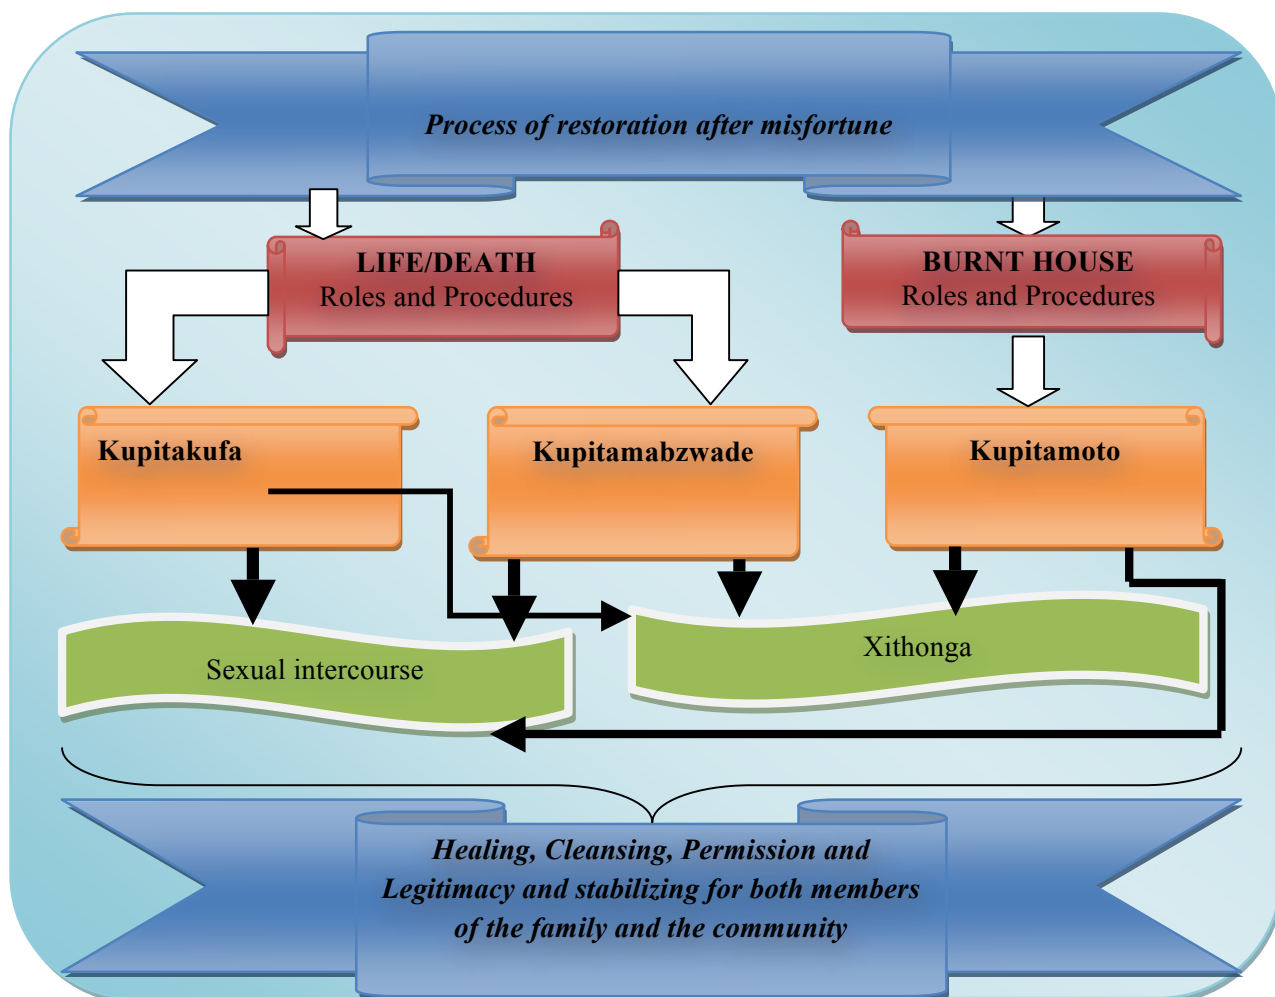 Process of restoration after misfortune
LIFE/DEATH
Roles and Procedures
BURNT HOUSE
Roles and Procedures
Kupitakufa
Kupitamabzwade
Kupitamoto
Sexual intercourse
Xithonga
Healing, Cleansing, Permission and
Legitimacy and stabilizing for both members
of the family and the community